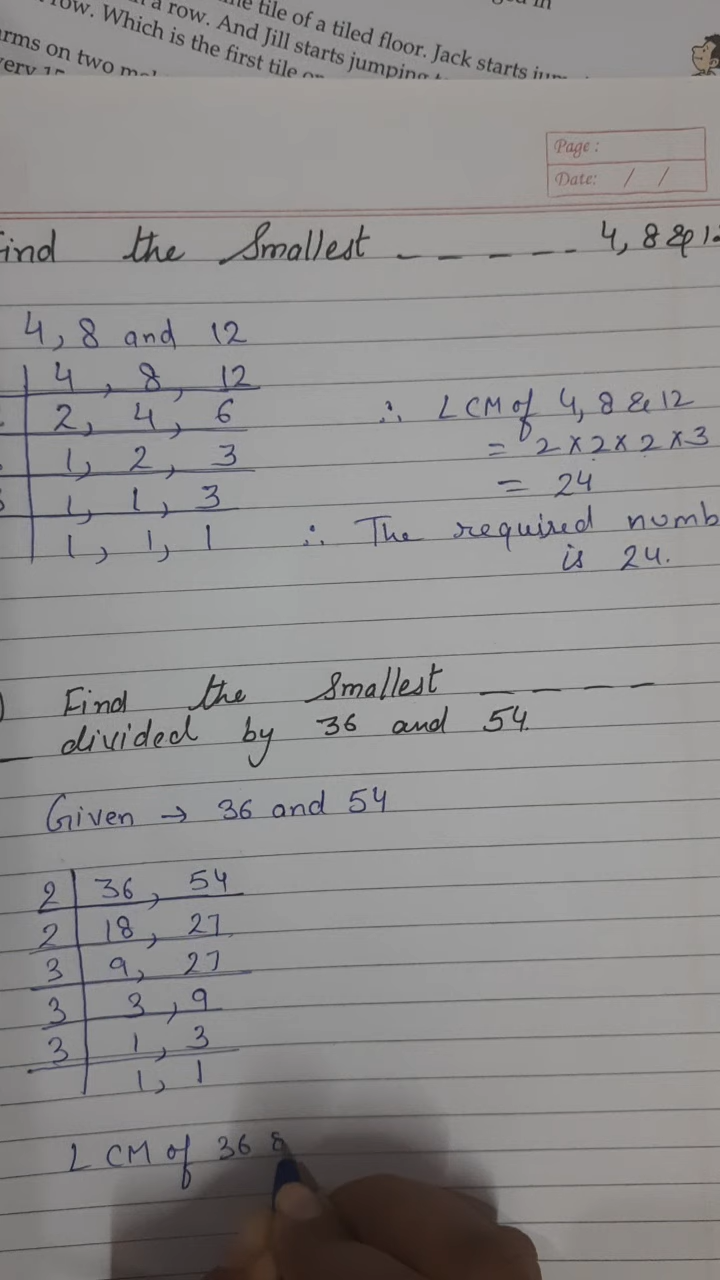 row. Which is the first tile
a row. And Jill starts jumping
tile of a tiled floor. Jack starts
arms on two
Page :
Date: / /
Find the Smallest _ _ _ _ _ 4, 8 &
4, 8 and 12
4, 8, 12
2, 4, 6
1, 2, 3
1, 1, 3
1, 1, 1
∴ LCM of 4, 8 & 12
= 2 × 2 × 2 × 3
= 24
∴ The required numb
is 24.
Find the Smallest _ _ _ _
divided by 36 and 54.
Given → 36 and 54
2 | 36, 54
2 | 18, 27
3 | 9, 27
3 | 3, 9
3 | 1, 3
1, 1
LCM of 36 &